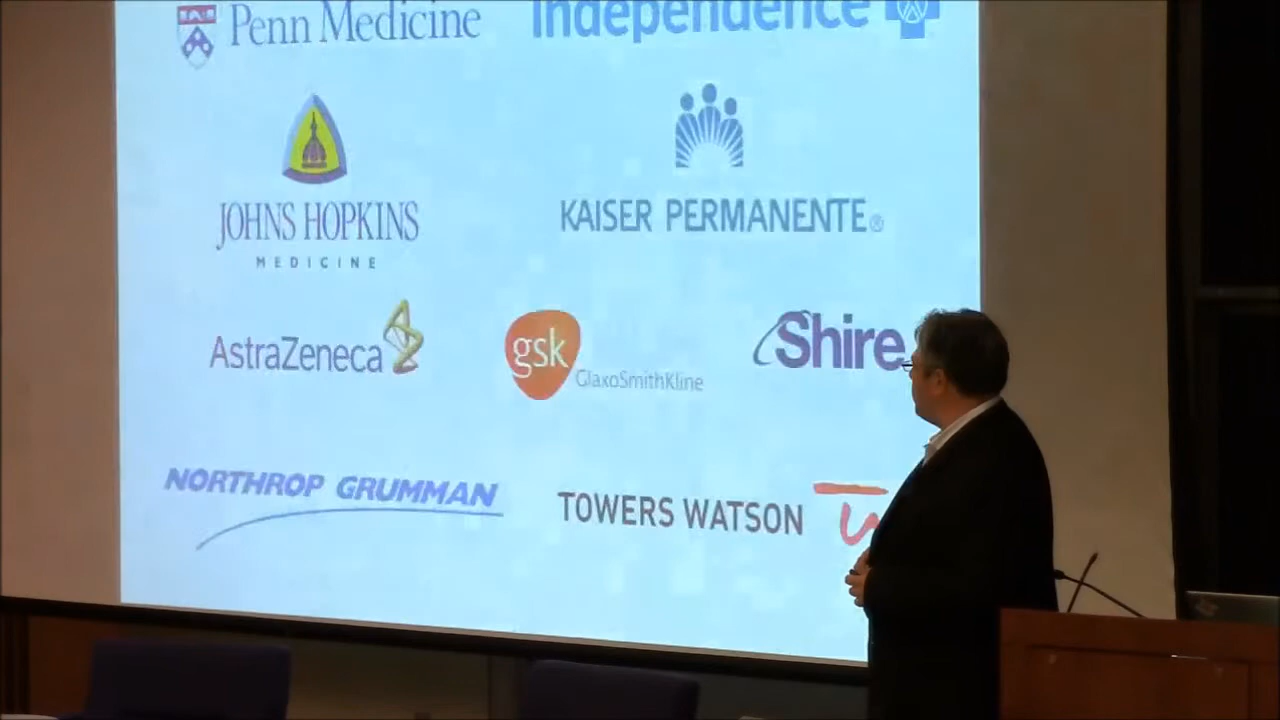 Penn Medicine
Independence
JOHNS HOPKINS
MEDICINE
KAISER PERMANENTE®
AstraZeneca
gsk
GlaxoSmithKline
Shire
NORTHROP GRUMMAN
TOWERS WATSON